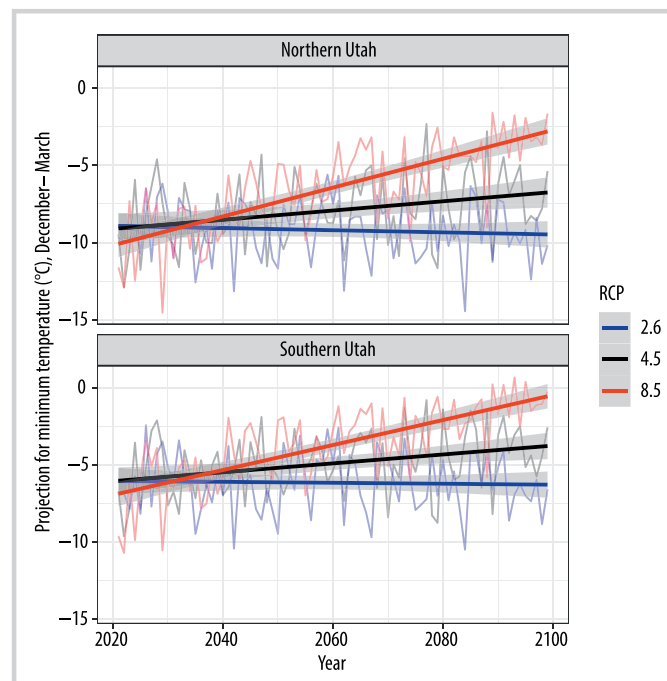 Northern Utah
0
−5
−10
−15
Southern Utah
0
−5
−10
−15
2020 2040 2060 2080 2100
Year
Projection for minimum temperature (°C), December– March
RCP
2.6
4.5
8.5